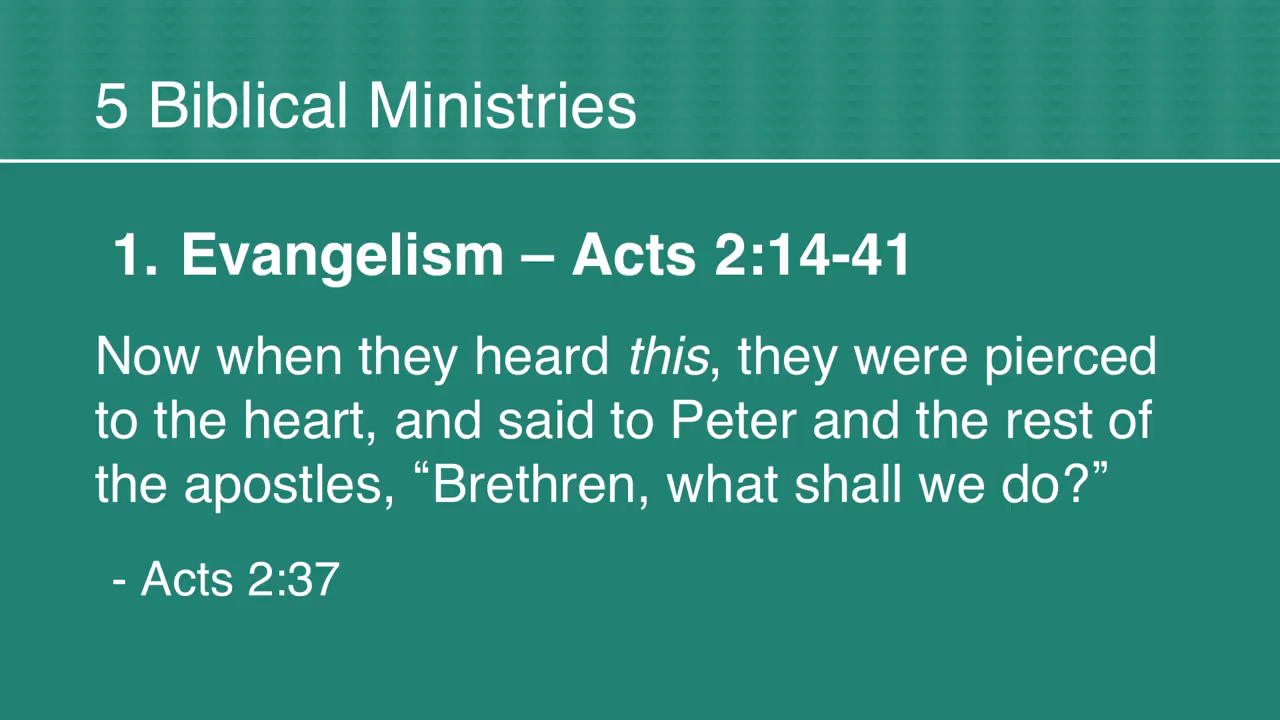 5 Biblical Ministries
1. Evangelism – Acts 2:14-41
Now when they heard this, they were pierced
to the heart, and said to Peter and the rest of
the apostles, “Brethren, what shall we do?”
- Acts 2:37